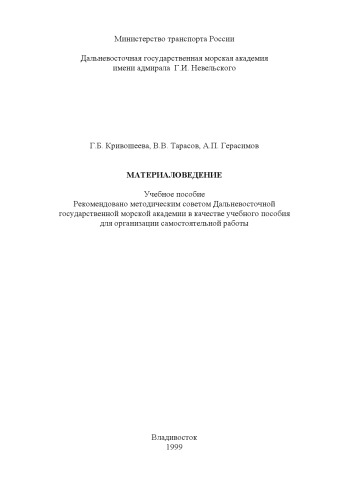 Министерство транспорта России
Дальневосточная государственная морская академия
имени адмирала Г.И. Невельского
Г.Б. Кривошеева, В.В. Тарасов, А.П. Герасимов
МАТЕРИАЛОВЕДЕНИЕ
Учебное пособие
Рекомендовано методическим советом Дальневосточной
государственной морской академии в качестве учебного пособия
для организации самостоятельной работы
Владивосток
1999